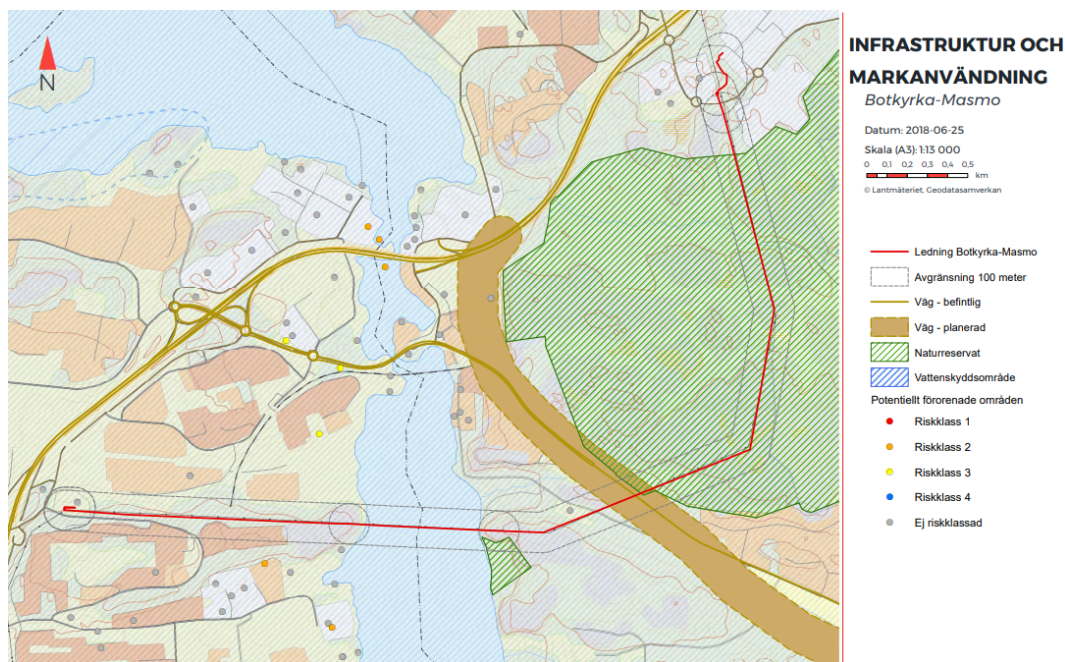 N
INFRASTRUKTUR OCH
MARKANVÄNDNING
Botkyrka-Masmo
Datum: 2018-06-25
Skala (A3): 1:13 000
0 0,1 0,2 0,3 0,4 0,5
km
© Lantmäteriet, Geodatasamverkan
Ledning Botkyrka-Masmo
Avgränsning 100 meter
Väg - befintlig
Väg - planerad
Naturreservat
Vattenskyddsområde
Potentiellt förorenade områden
Riskklass 1
Riskklass 2
Riskklass 3
Riskklass 4
Ej riskklassad